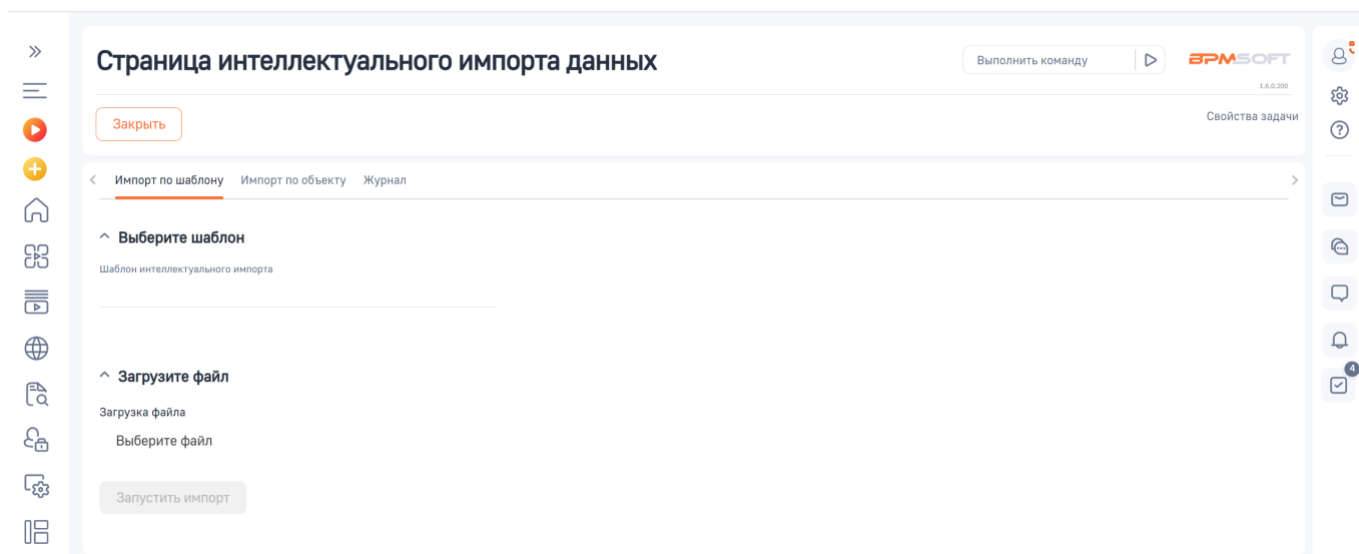 Страница интеллектуального импорта данных
Выполнить команду
BPMSOFT
1.6.0.200
Закрыть
Свойства задачи
Импорт по шаблону Импорт по объекту Журнал
Выберите шаблон
Шаблон интеллектуального импорта
Загрузите файл
Загрузка файла
Выберите файл
Запустить импорт
4